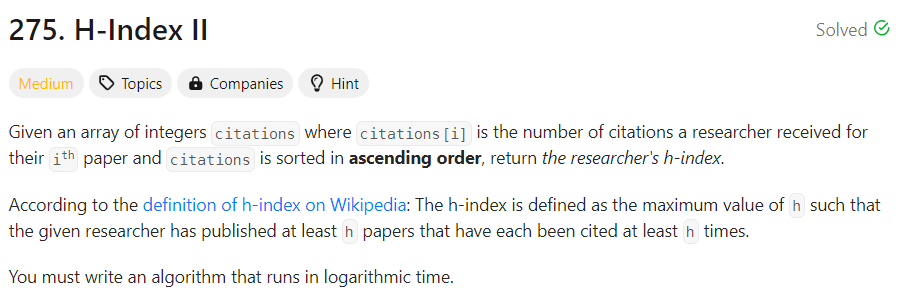 275. H-Index II
Solved
Medium Topics Companies Hint
Given an array of integers citations where citations[i] is the number of citations a researcher received for
their iᵗʰ paper and citations is sorted in ascending order, return the researcher's h-index.
According to the definition of h-index on Wikipedia: The h-index is defined as the maximum value of h such that
the given researcher has published at least h papers that have each been cited at least h times.
You must write an algorithm that runs in logarithmic time.